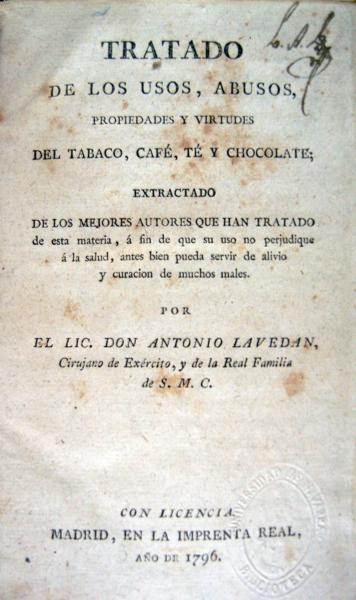 TRATADO
DE LOS USOS, ABUSOS,
PROPIEDADES Y VIRTUDES
DEL TABACO, CAFÉ, TÉ Y CHOCOLATE;
EXTRACTADO
DE LOS MEJORES AUTORES QUE HAN TRATADO
de esta materia, á fin de que su uso no perjudique
á la salud, antes bien pueda servir de alivio
y curacion de muchos males.
POR
EL LIC. DON ANTONIO LAVEDAN,
Cirujano de Exército, y de la Real Familia
de S. M. C.
CON LICENCIA.
MADRID, EN LA IMPRENTA REAL,
AÑO DE 1796.
BIBLIOTECA